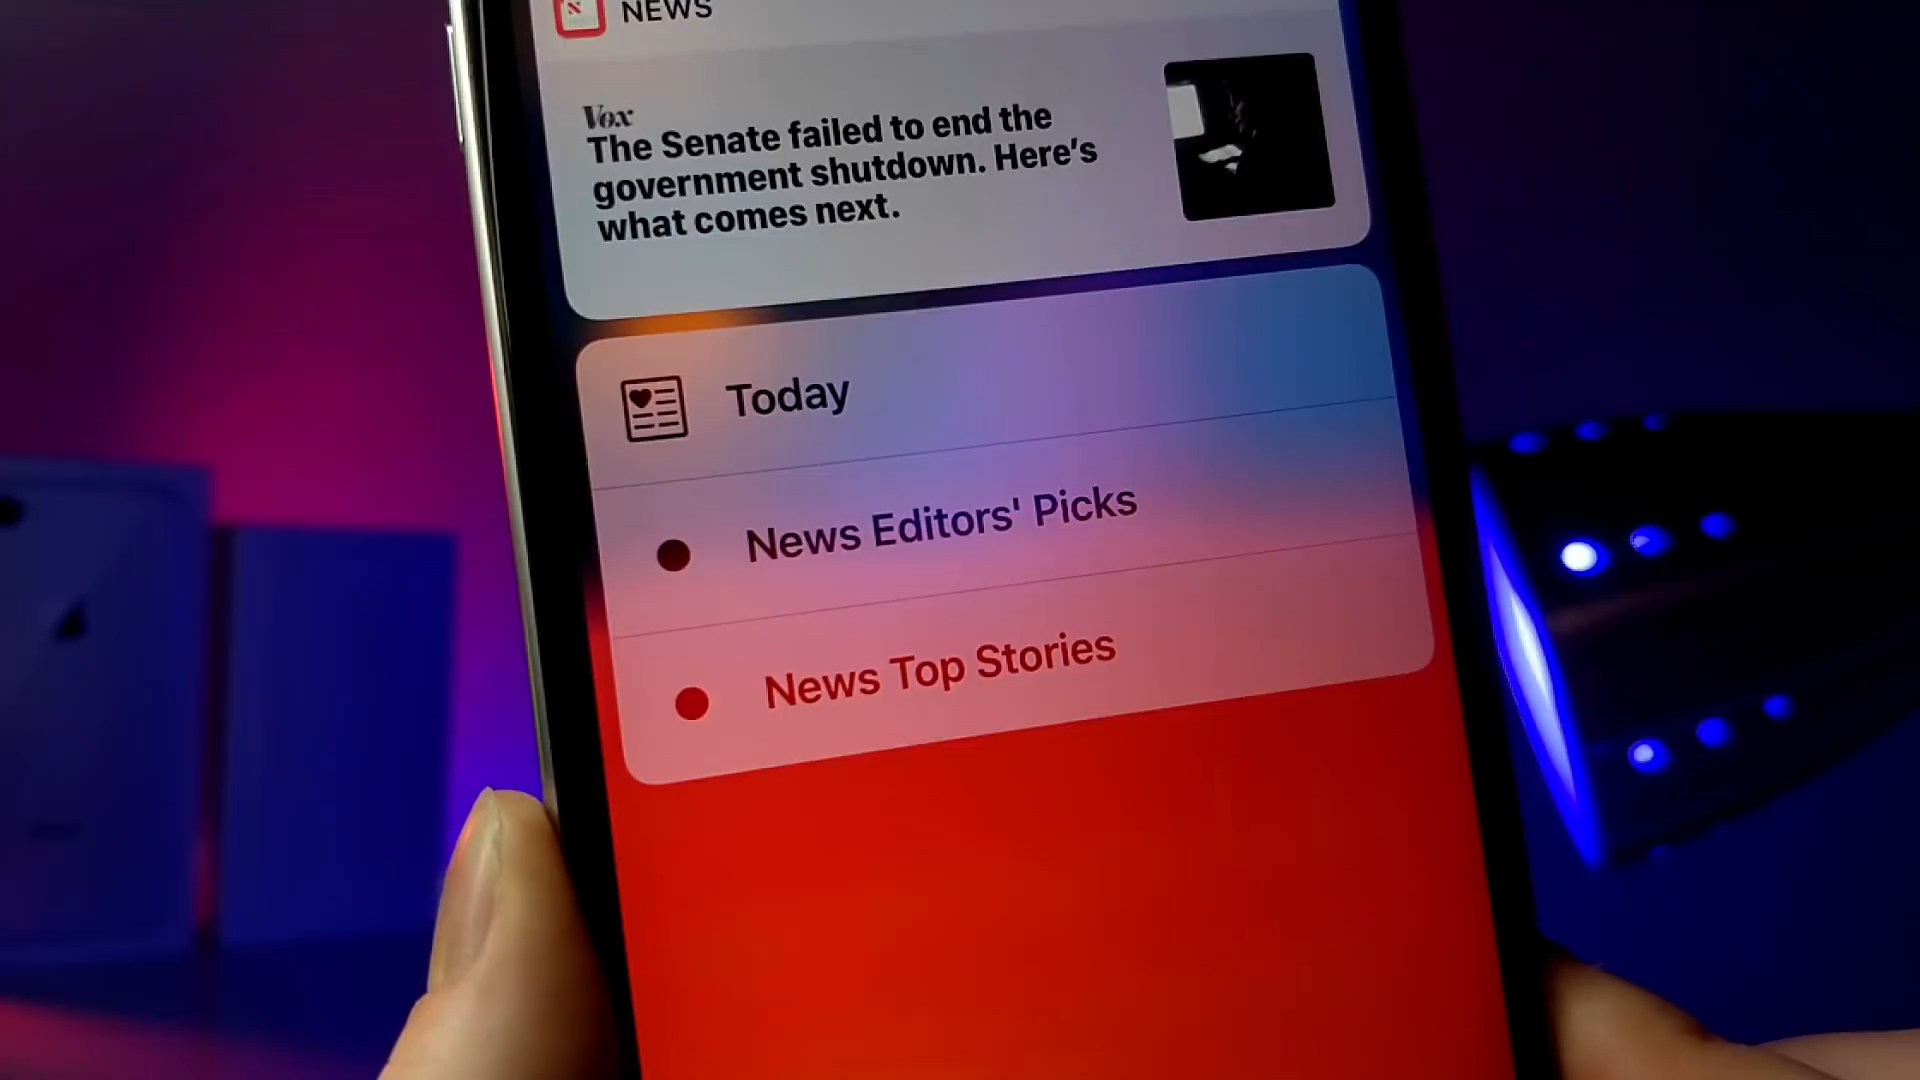 NEWS
Vox
The Senate failed to end the
government shutdown. Here's
what comes next.
Today
News Editors' Picks
News Top Stories